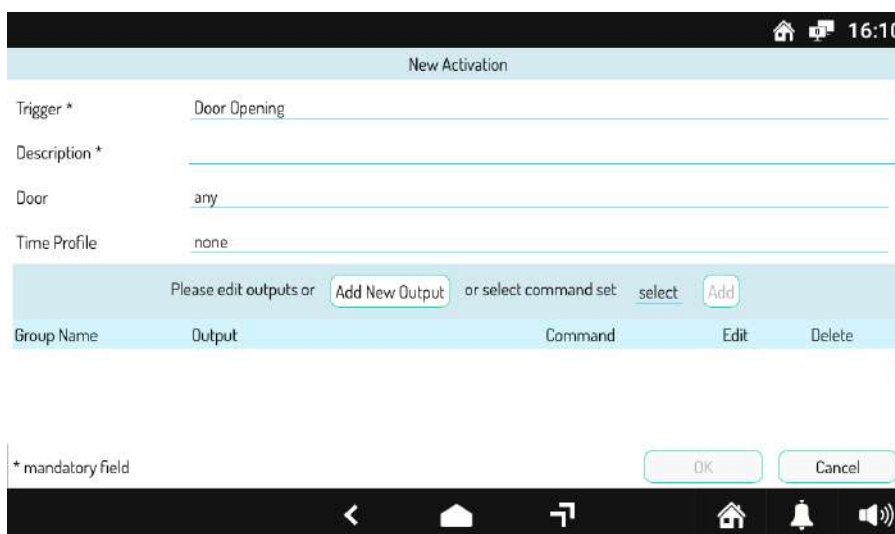 16:10
New Activation
Trigger * Door Opening
Description *
Door any
Time Profile none
Please edit outputs or Add New Output or select command set select Add
Group Name Output Command Edit Delete
* mandatory field OK Cancel